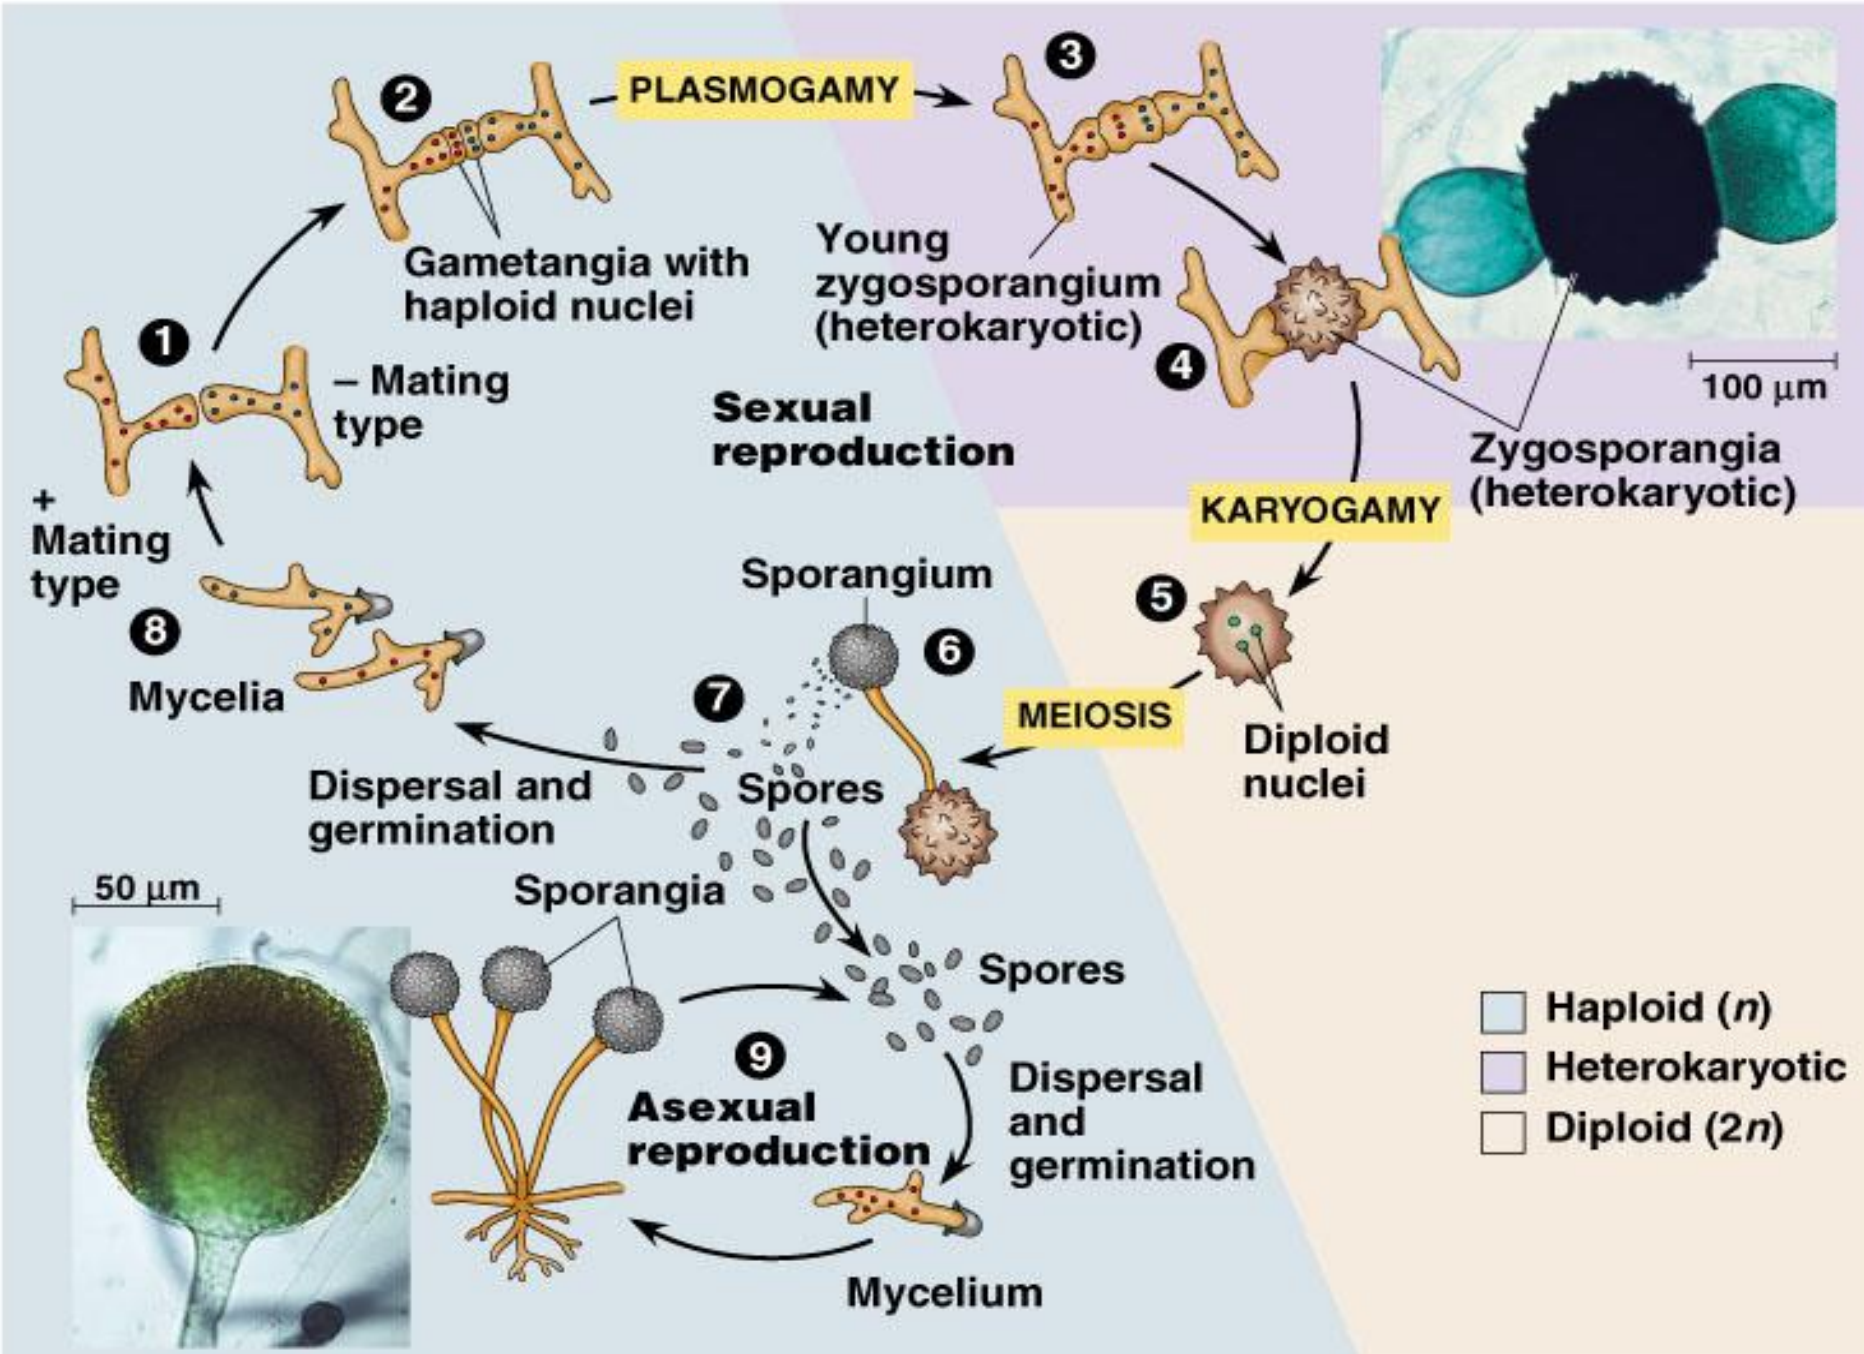 2
PLASMOGAMY
3
Gametangia with
haploid nuclei
Young
zygosporangium
(heterokaryotic)
1
– Mating
type
4
100 µm
Sexual
reproduction
Zygosporangia
(heterokaryotic)
+
Mating
type
KARYOGAMY
8
Mycelia
Sporangium
6
5
7
MEIOSIS
Diploid
nuclei
Dispersal and
germination
Spores
50 µm
Sporangia
Spores
9
Asexual
reproduction
Dispersal
and
germination
Mycelium
Haploid (n)
Heterokaryotic
Diploid (2n)